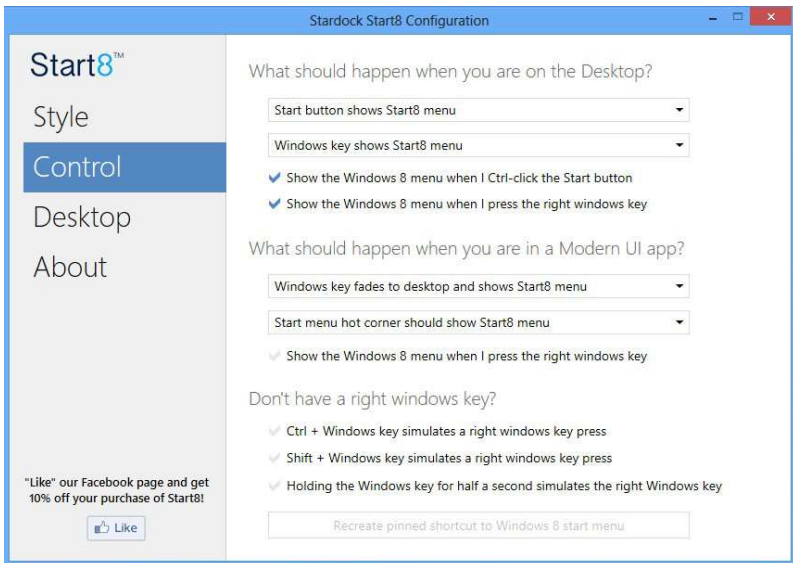 Stardock Start8 Configuration
Start8™
Style
Control
Desktop
About
"Like" our Facebook page and get
10% off your purchase of Start8!
Like
What should happen when you are on the Desktop?
Start button shows Start8 menu
Windows key shows Start8 menu
Show the Windows 8 menu when I Ctrl-click the Start button
Show the Windows 8 menu when I press the right windows key
What should happen when you are in a Modern UI app?
Windows key fades to desktop and shows Start8 menu
Start menu hot corner should show Start8 menu
Show the Windows 8 menu when I press the right windows key
Don't have a right windows key?
Ctrl + Windows key simulates a right windows key press
Shift + Windows key simulates a right windows key press
Holding the Windows key for half a second simulates the right Windows key
Recreate pinned shortcut to Windows 8 start menu